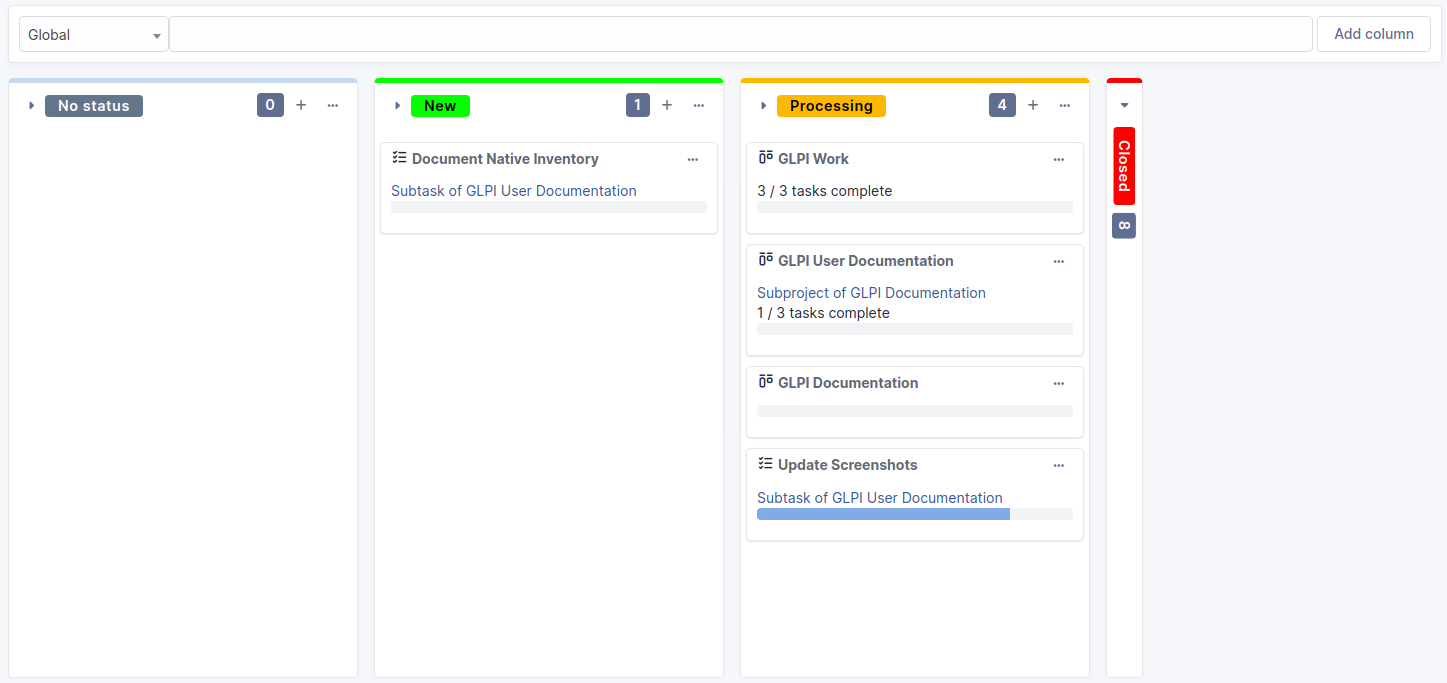 Global
Add column
No status 0 + ...
New 1 + ...
Document Native Inventory ...
Subtask of GLPI User Documentation
Processing 4 + ...
GLPI Work ...
3 / 3 tasks complete
GLPI User Documentation ...
Subproject of GLPI Documentation
1 / 3 tasks complete
GLPI Documentation ...
Update Screenshots ...
Subtask of GLPI User Documentation
Closed
8